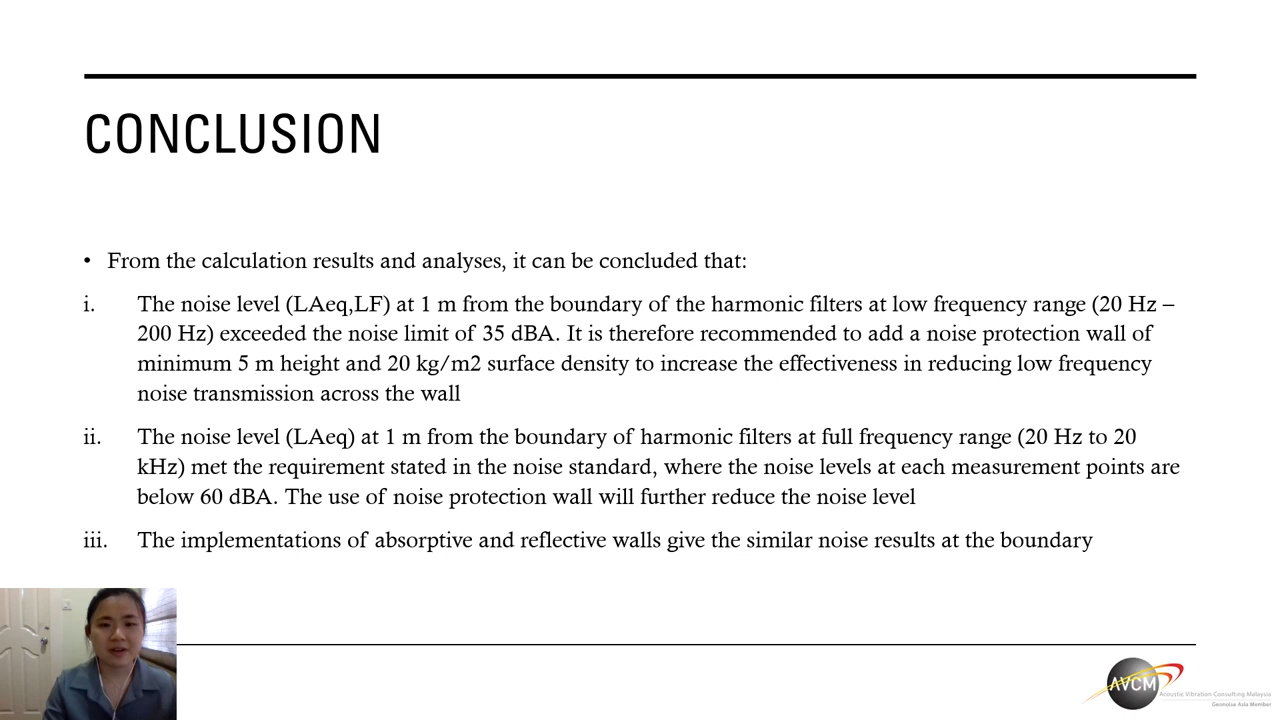 CONCLUSION
• From the calculation results and analyses, it can be concluded that:
i. The noise level (LAeq,LF) at 1 m from the boundary of the harmonic filters at low frequency range (20 Hz –
200 Hz) exceeded the noise limit of 35 dBA. It is therefore recommended to add a noise protection wall of
minimum 5 m height and 20 kg/m2 surface density to increase the effectiveness in reducing low frequency
noise transmission across the wall
ii. The noise level (LAeq) at 1 m from the boundary of harmonic filters at full frequency range (20 Hz to 20
kHz) met the requirement stated in the noise standard, where the noise levels at each measurement points are
below 60 dBA. The use of noise protection wall will further reduce the noise level
iii. The implementations of absorptive and reflective walls give the similar noise results at the boundary
AVCM
Acoustic Vibration Consulting Malaysia
Geonoise Asia Member